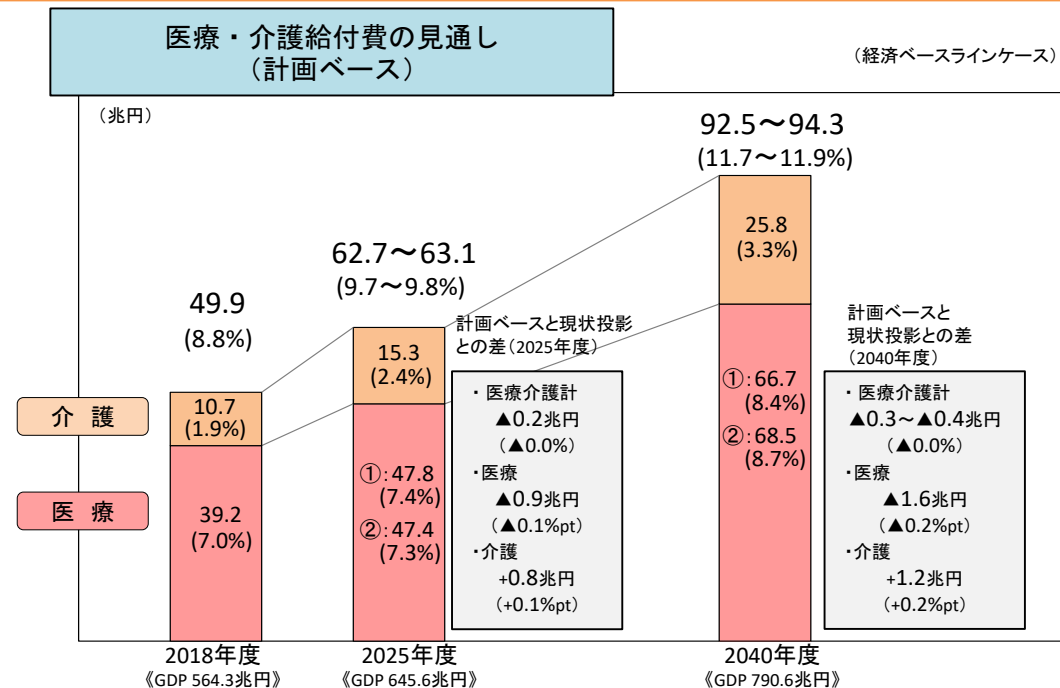 医療・介護給付費の見通し
（計画ベース）
（経済ベースラインケース）
（兆円）
49.9
(8.8%)
62.7～63.1
(9.7～9.8%)
92.5～94.3
(11.7～11.9%)
介 護
医 療
10.7
(1.9%)
39.2
(7.0%)
15.3
(2.4%)
①:47.8
(7.4%)
②:47.4
(7.3%)
計画ベースと現状投影
との差（2025年度）
・医療介護計
▲0.2兆円
(▲0.0%)
・医療
▲0.9兆円
(▲0.1%pt)
・介護
+0.8兆円
(+0.1%pt)
25.8
(3.3%)
①:66.7
(8.4%)
②:68.5
(8.7%)
計画ベースと
現状投影との差
（2040年度）
・医療介護計
▲0.3～▲0.4兆円
(▲0.0%)
・医療
▲1.6兆円
(▲0.2%pt)
・介護
+1.2兆円
(+0.2%pt)
2018年度
《GDP 564.3兆円》
2025年度
《GDP 645.6兆円》
2040年度
《GDP 790.6兆円》